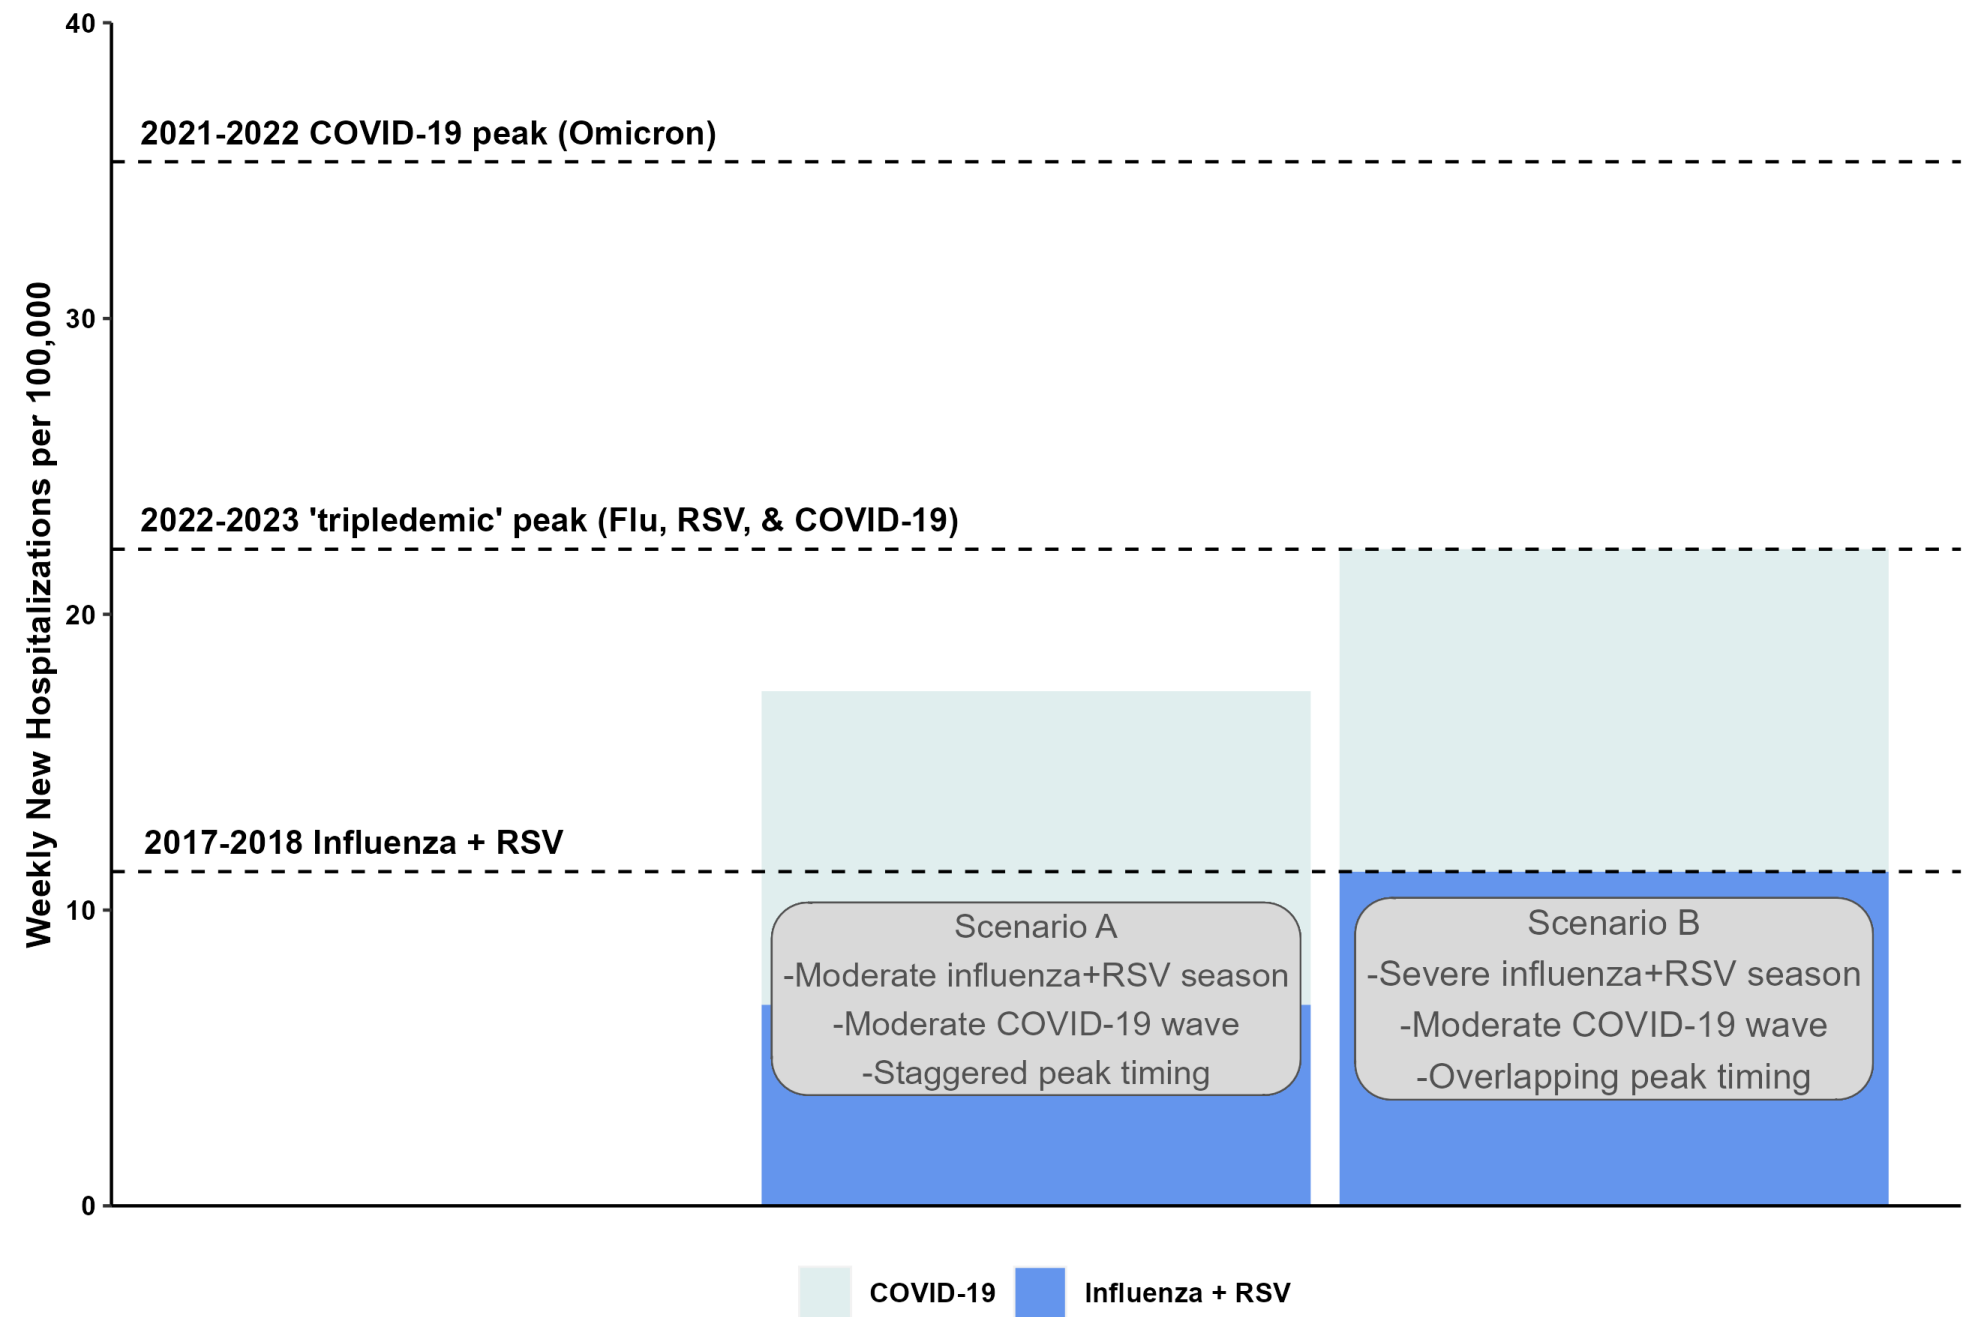 40
2021-2022 COVID-19 peak (Omicron)
30
Weekly New Hospitalizations per 100,000
2022-2023 'tripledemic' peak (Flu, RSV, & COVID-19)
20
2017-2018 Influenza + RSV
10
Scenario A
-Moderate influenza+RSV season
-Moderate COVID-19 wave
-Staggered peak timing
Scenario B
-Severe influenza+RSV season
-Moderate COVID-19 wave
-Overlapping peak timing
0
COVID-19
Influenza + RSV